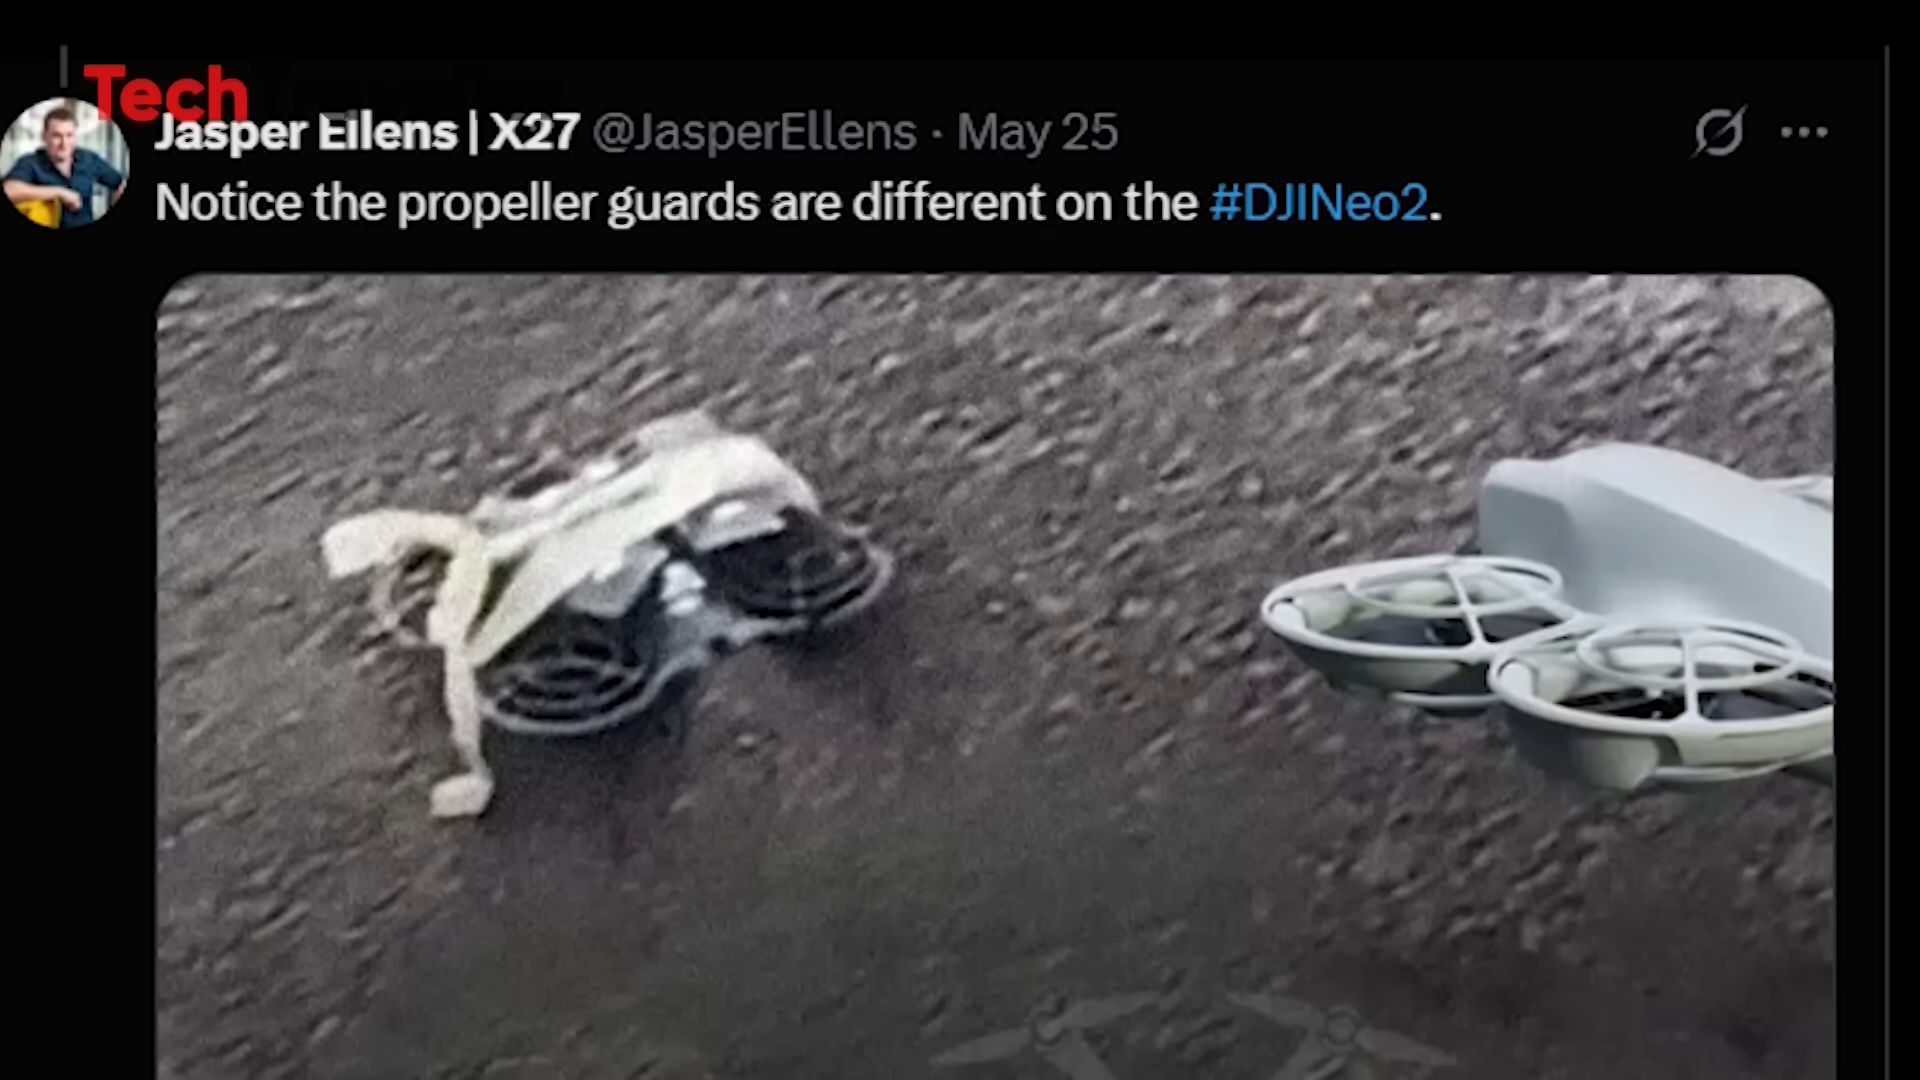 Tech
Jasper Ellens | X27 @JasperEllens · May 25
Notice the propeller guards are different on the #DJINeo2.